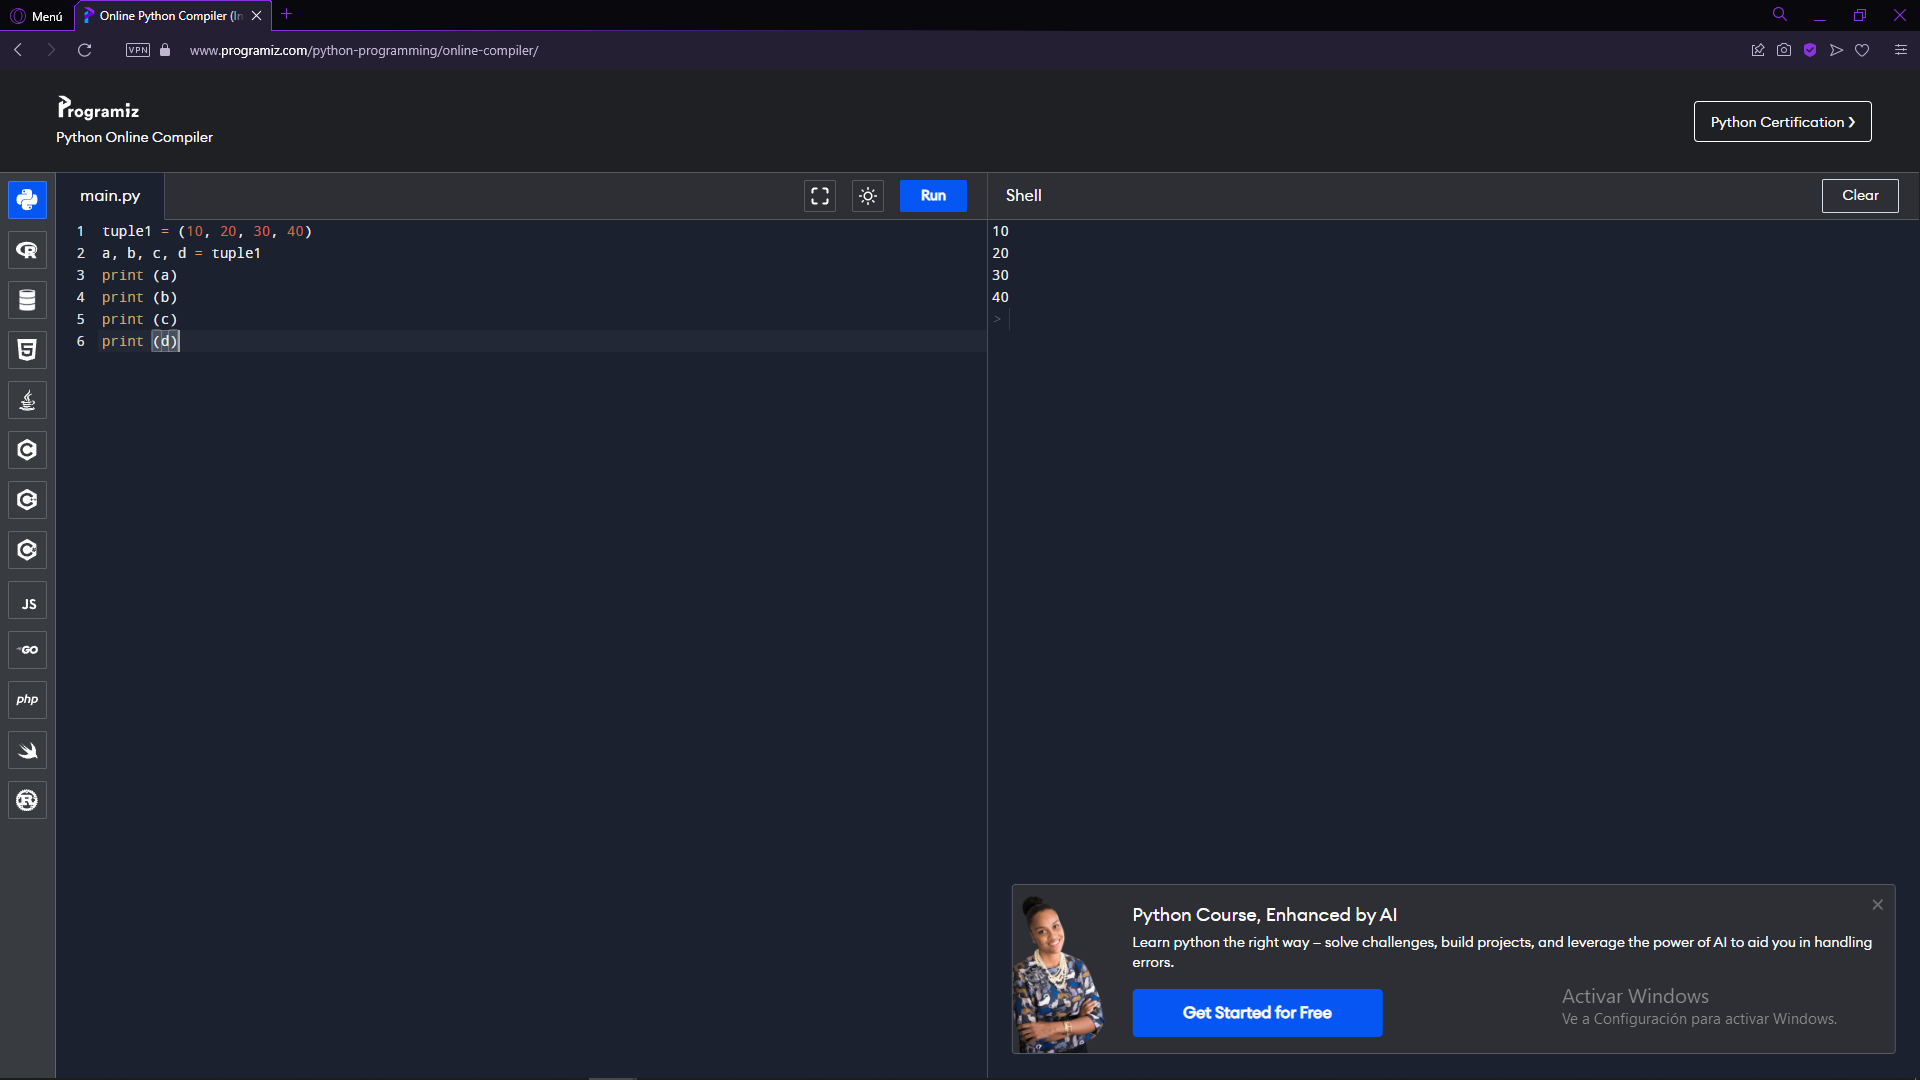 Menú
Online Python Compiler (In
VPN
www.programiz.com/python-programming/online-compiler/
Programiz
Python Online Compiler
Python Certification ❯
main.py
Run
Shell
Clear
1 tuple1 = (10, 20, 30, 40)
2 a, b, c, d = tuple1
3 print (a)
4 print (b)
5 print (c)
6 print (d)
10
20
30
40
>
JS
GO
php
Python Course, Enhanced by AI
Learn python the right way – solve challenges, build projects, and leverage the power of AI to aid you in handling
errors.
Get Started for Free
Activar Windows
Ve a Configuración para activar Windows.